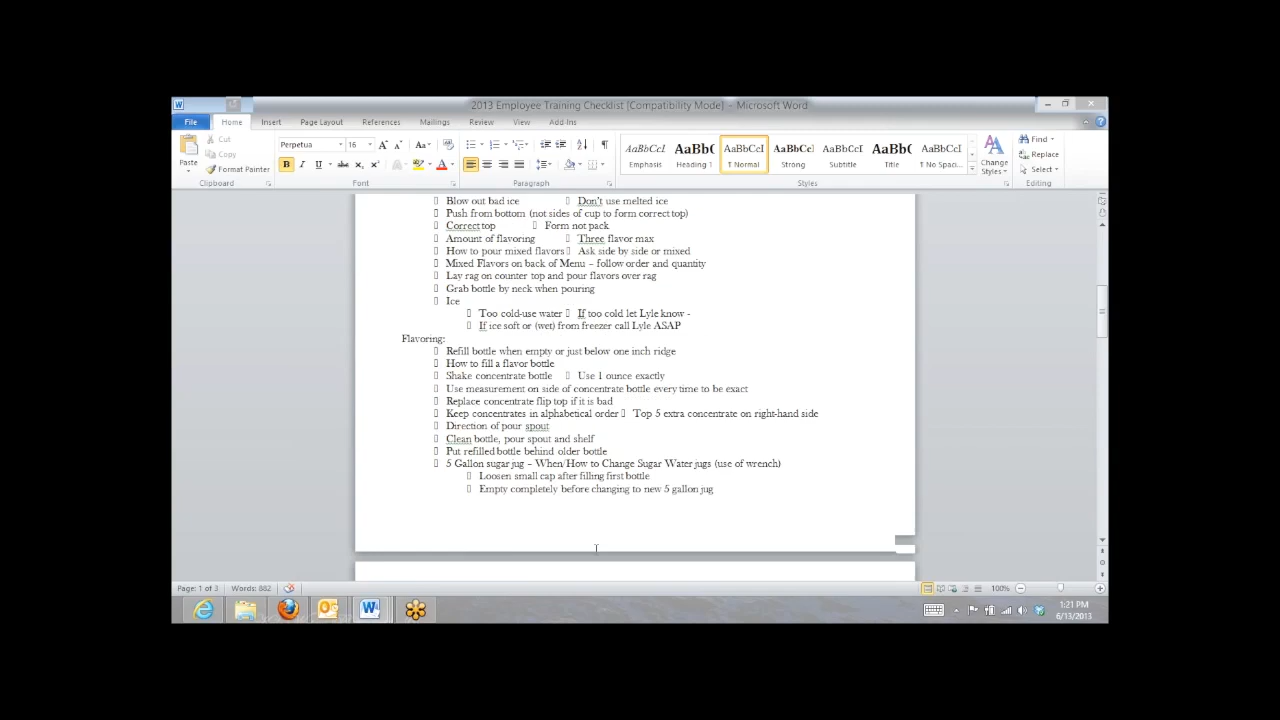 2013 Employee Training Checklist [Compatibility Mode] - Microsoft Word
File Home Insert Page Layout References Mailings Review View Add-Ins
Paste
Cut
Copy
Format Painter
Clipboard
Perpetua 16
Font
Paragraph
AaBbCcI AaBbC AaBbCcI AaBbCcI AaBbCcI AaBbC AaBbCcI
Emphasis Heading 1 ¶ Normal Strong Subtitle Title ¶ No Spaci...
Styles
Change Styles
Find
Replace
Select
Editing
Blow out bad ice Don't use melted ice
Push from bottom (not sides of cup to form correct top)
Correct top Form not pack
Amount of flavoring Three flavor max
How to pour mixed flavors Ask side by side or mixed
Mixed Flavors on back of Menu – follow order and quantity
Lay rag on counter top and pour flavors over rag
Grab bottle by neck when pouring
Ice
Too cold-use water If too cold let Lyle know -
If ice soft or (wet) from freezer call Lyle ASAP
Flavoring:
Refill bottle when empty or just below one inch ridge
How to fill a flavor bottle
Shake concentrate bottle Use 1 ounce exactly
Use measurement on side of concentrate bottle every time to be exact
Replace concentrate flip top if it is bad
Keep concentrates in alphabetical order Top 5 extra concentrate on right-hand side
Direction of pour spout
Clean bottle, pour spout and shelf
Put refilled bottle behind older bottle
5 Gallon sugar jug – When/How to Change Sugar Water jugs (use of wrench)
Loosen small cap after filling first bottle
Empty completely before changing to new 5 gallon jug
Page: 1 of 3 Words: 882 100%
1:21 PM
6/13/2013